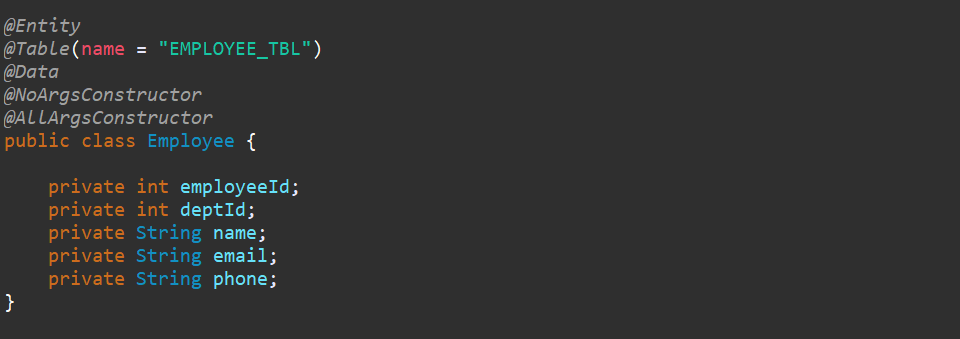 @Entity
@Table(name = "EMPLOYEE_TBL")
@Data
@NoArgsConstructor
@AllArgsConstructor
public class Employee {
private int employeeId;
private int deptId;
private String name;
private String email;
private String phone;
}